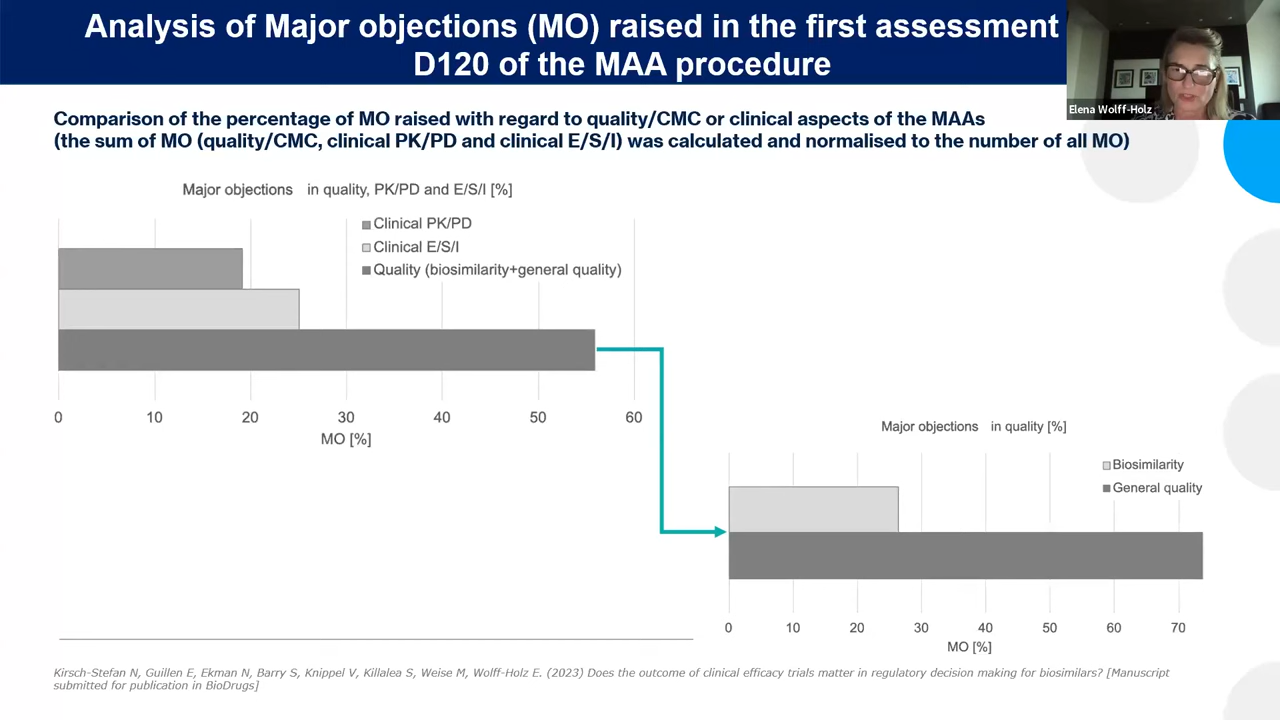 Analysis of Major objections (MO) raised in the first assessment
D120 of the MAA procedure
Elena Wolff-Holz
Comparison of the percentage of MO raised with regard to quality/CMC or clinical aspects of the MAAs
(the sum of MO (quality/CMC, clinical PK/PD and clinical E/S/I) was calculated and normalised to the number of all MO)
Major objections in quality, PK/PD and E/S/I [%]
Clinical PK/PD
Clinical E/S/I
Quality (biosimilarity+general quality)
0 10 20 30 40 50 60
MO [%]
Major objections in quality [%]
Biosimilarity
General quality
0 10 20 30 40 50 60 70
MO [%]
Kirsch-Stefan N, Guillen E, Ekman N, Barry S, Knippel V, Killalea S, Weise M, Wolff-Holz E. (2023) Does the outcome of clinical efficacy trials matter in regulatory decision making for biosimilars? [Manuscript
submitted for publication in BioDrugs]